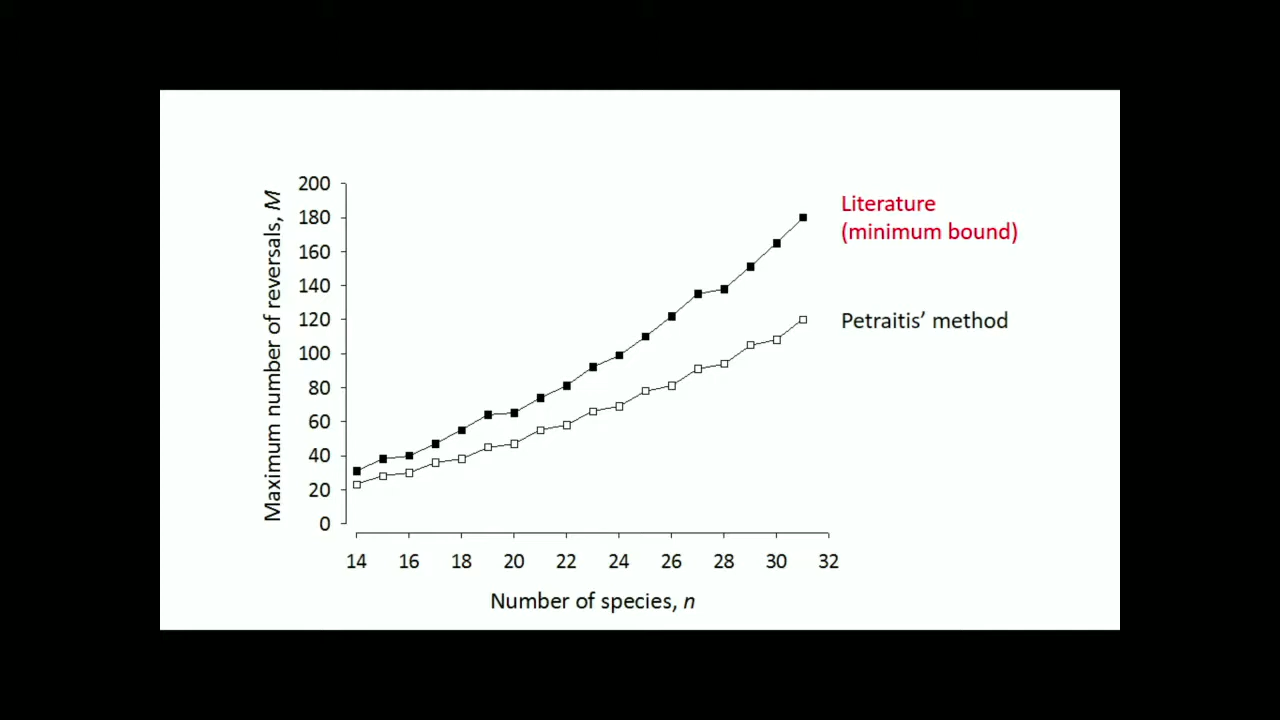 Maximum number of reversals, M
200
180
160
140
120
100
80
60
40
20
0
14 16 18 20 22 24 26 28 30 32
Number of species, n
Literature
(minimum bound)
Petraitis’ method